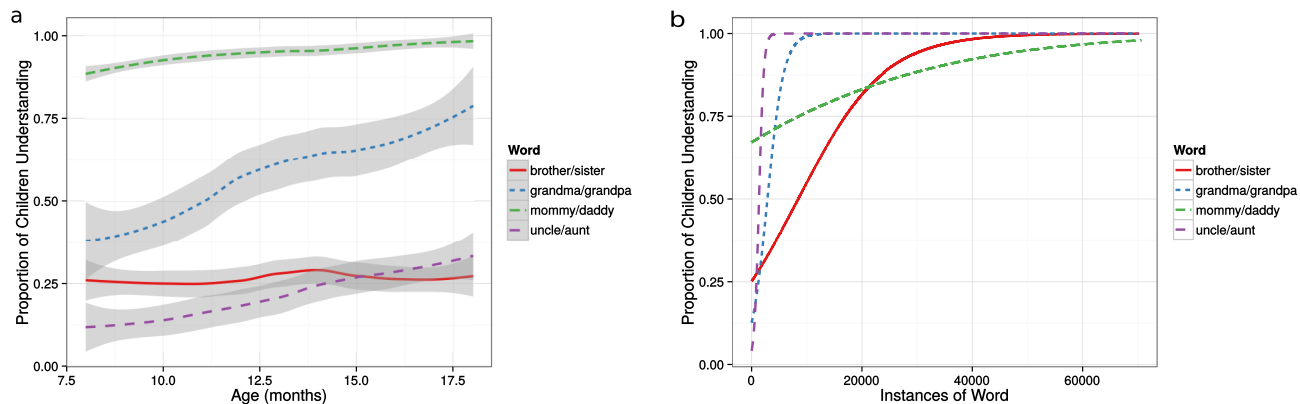 a
Proportion of Children Understanding
1.00
0.75
0.50
0.25
0.00
7.5 10.0 12.5 15.0 17.5
Age (months)
Word
brother/sister
grandma/grandpa
mommy/daddy
uncle/aunt
b
Proportion of Children Understanding
1.00
0.75
0.50
0.25
0.00
0 20000 40000 60000
Instances of Word
Word
brother/sister
grandma/grandpa
mommy/daddy
uncle/aunt